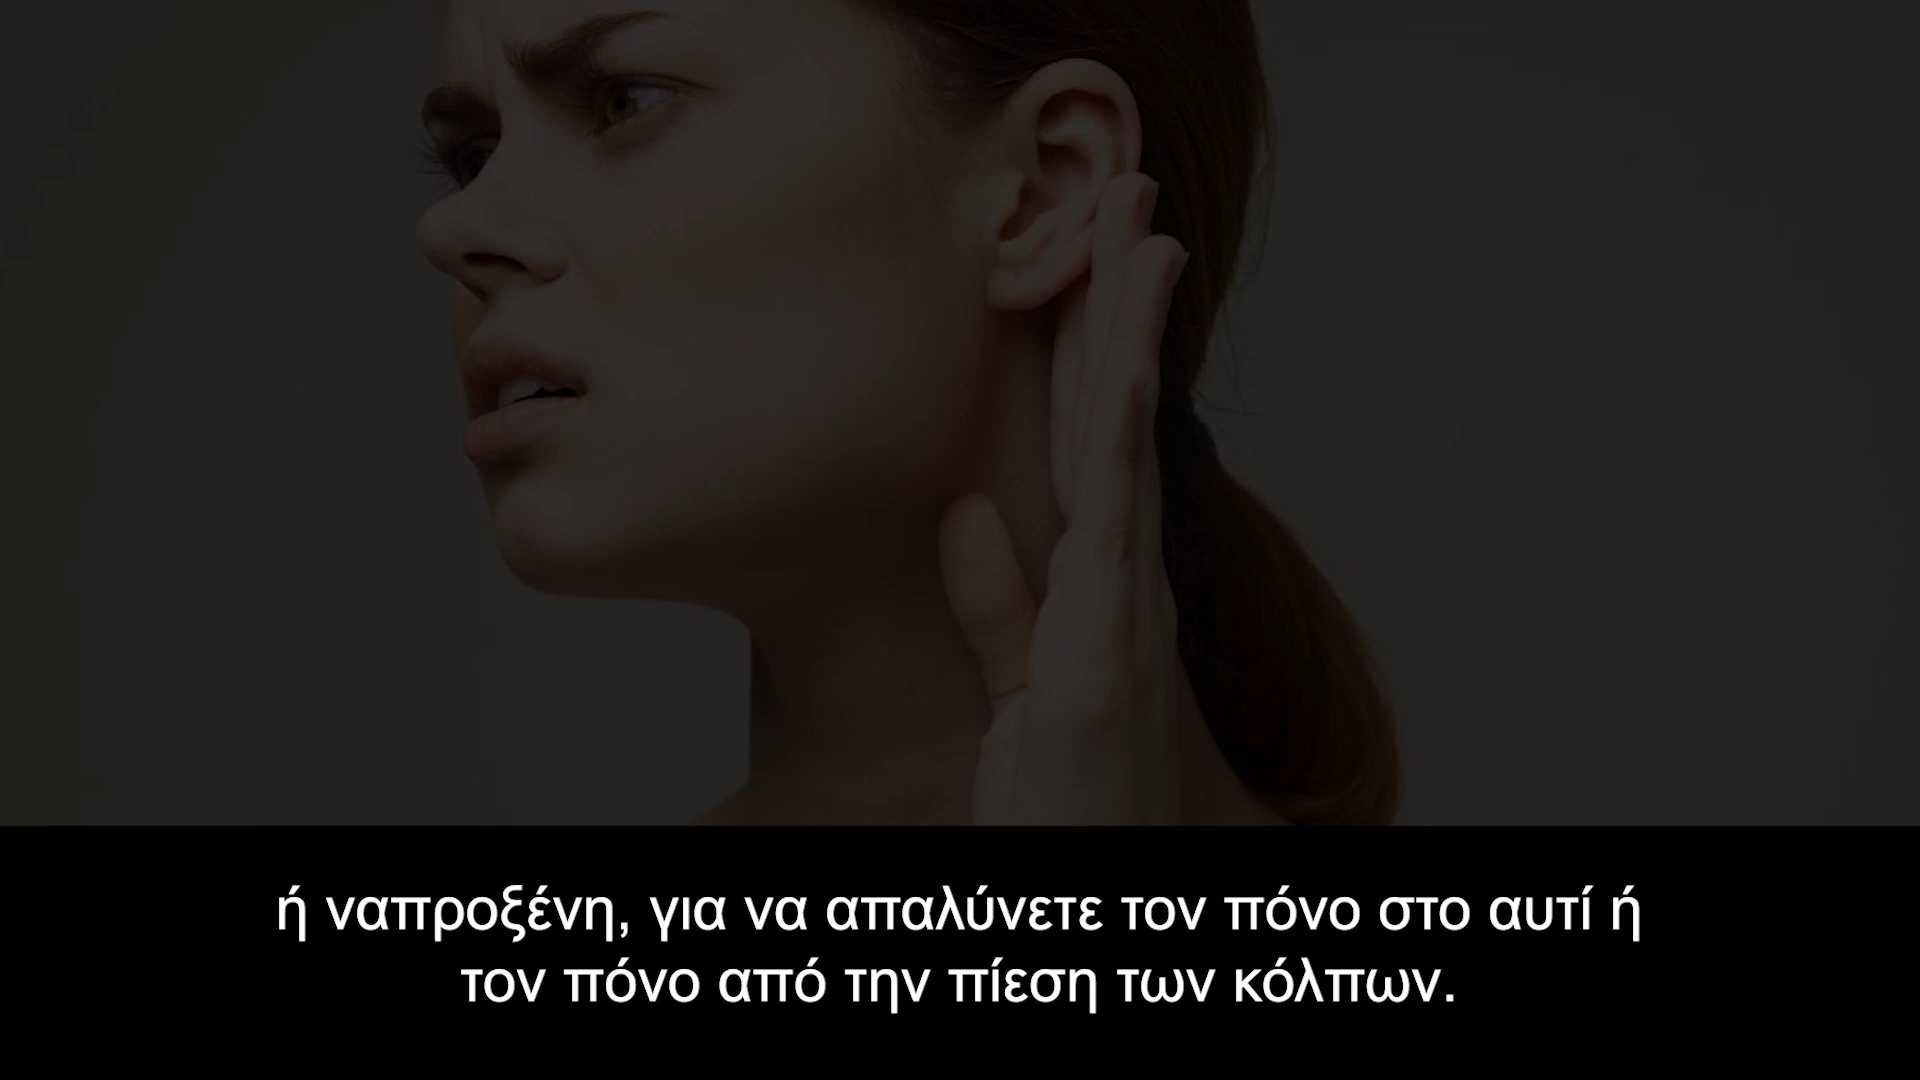 ή ναπροξένη, για να απαλύνετε τον πόνο στο αυτί ή
τον πόνο από την πίεση των κόλπων.